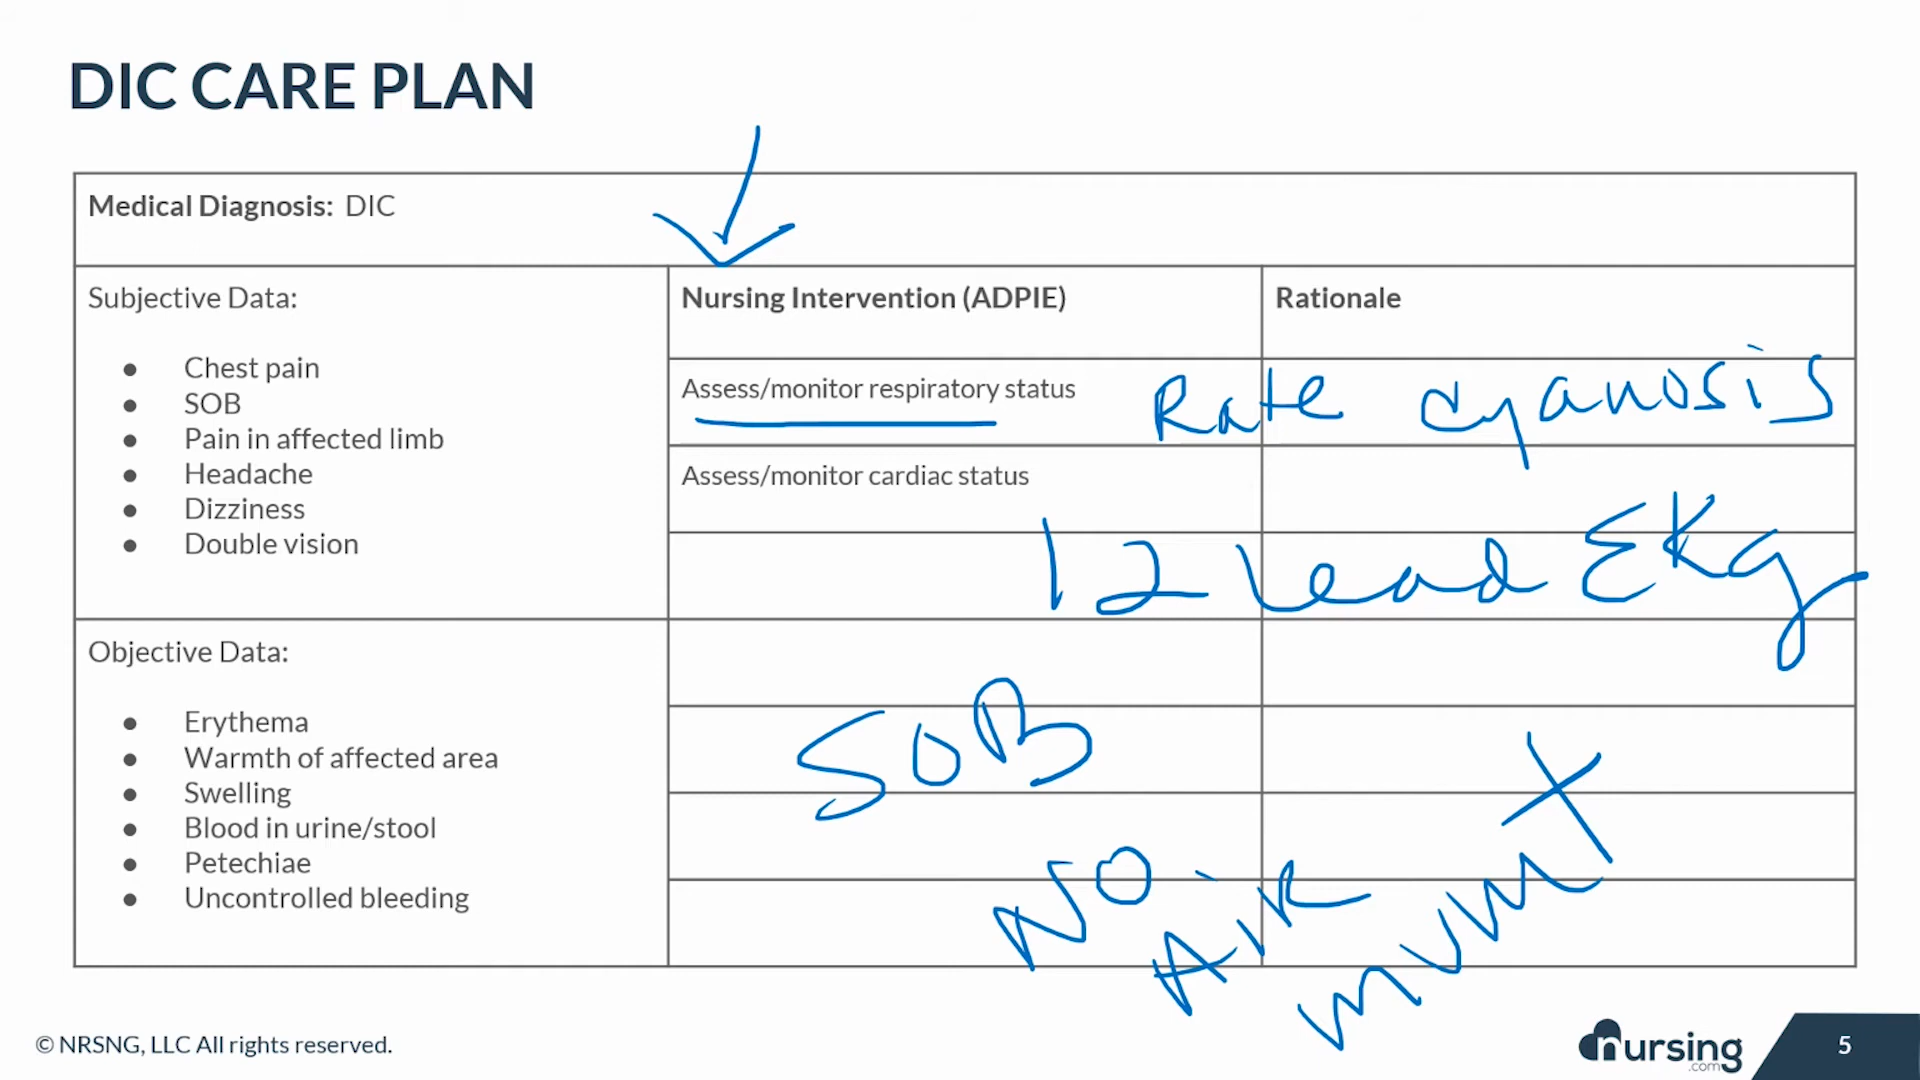 DIC CARE PLAN
Medical Diagnosis: DIC
Subjective Data:
● Chest pain
● SOB
● Pain in affected limb
● Headache
● Dizziness
● Double vision
Nursing Intervention (ADPIE)
Rationale
Assess/monitor respiratory status
Rate cyanosis
Assess/monitor cardiac status
12 Lead EKg
Objective Data:
● Erythema
● Warmth of affected area
● Swelling
● Blood in urine/stool
● Petechiae
● Uncontrolled bleeding
SOB
NO
AiR
mvmt
© NRSNG, LLC All rights reserved.
nursing
.com
5